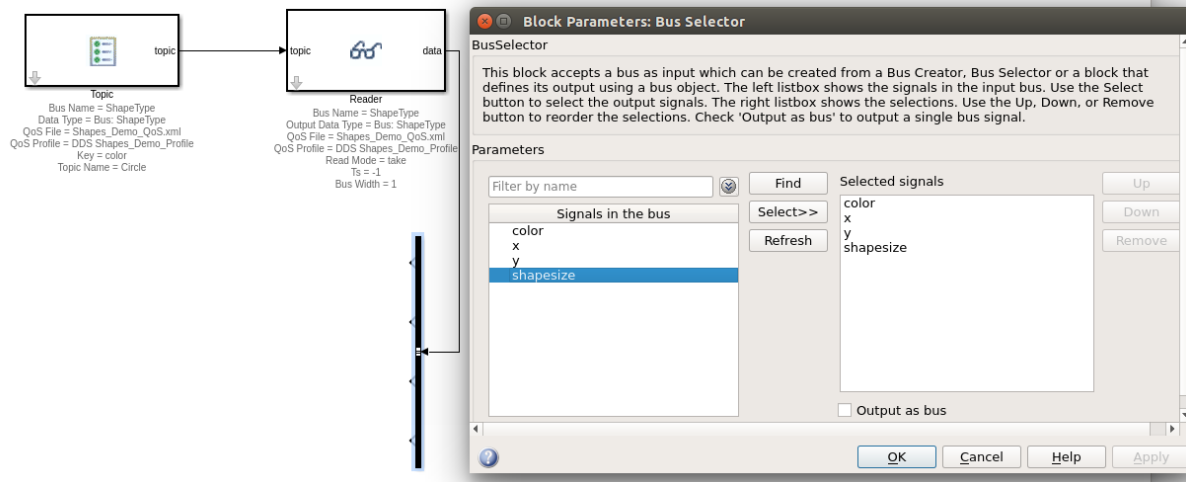 topic
Topic
Bus Name = ShapeType
Data Type = Bus: ShapeType
QoS File = Shapes_Demo_QoS.xml
QoS Profile = DDS Shapes_Demo_Profile
Key = color
Topic Name = Circle
topic
data
Reader
Bus Name = ShapeType
Output Data Type = Bus: ShapeType
QoS File = Shapes_Demo_QoS.xml
QoS Profile = DDS Shapes_Demo_Profile
Read Mode = take
Ts = -1
Bus Width = 1
Block Parameters: Bus Selector
BusSelector
This block accepts a bus as input which can be created from a Bus Creator, Bus Selector or a block that
defines its output using a bus object. The left listbox shows the signals in the input bus. Use the Select
button to select the output signals. The right listbox shows the selections. Use the Up, Down, or Remove
button to reorder the selections. Check 'Output as bus' to output a single bus signal.
Parameters
Filter by name
Signals in the bus
color
x
y
shapesize
Find
Select>>
Refresh
Selected signals
color
x
y
shapesize
Up
Down
Remove
Output as bus
?
OK
Cancel
Help
Apply